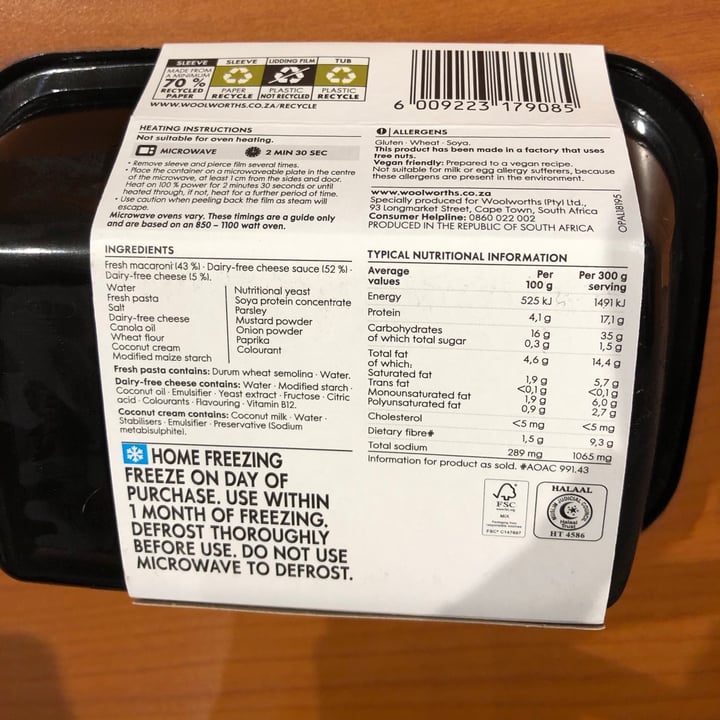 SLEEVE
MADE FROM
A MINIMUM
70 %
RECYCLED
PAPER
SLEEVE
PAPER
RECYCLE
LIDDING FILM
PLASTIC
NOT RECYCLED
TUB
PLASTIC
RECYCLE
WWW.WOOLWORTHS.CO.ZA/RECYCLE
6 009223 179085
HEATING INSTRUCTIONS
Not suitable for oven heating.
MICROWAVE 2 MIN 30 SEC
• Remove sleeve and pierce film several times.
• Place the container on a microwaveable plate in the centre
of the microwave, at least 1 cm from the sides and door.
Heat on 100 % power for 2 minutes 30 seconds or until
heated through, if not, heat for a further period of time.
• Use caution when peeling back the film as steam will
escape.
Microwave ovens vary. These timings are a guide only
and are based on an 850 – 1100 watt oven.
ALLERGENS
Gluten · Wheat · Soya.
This product has been made in a factory that uses
tree nuts.
Vegan friendly: Prepared to a vegan recipe.
Not suitable for milk or egg allergy sufferers, because
these allergens are present in the environment.
www.woolworths.co.za
Specially produced for Woolworths (Pty) Ltd.,
93 Longmarket Street, Cape Town, South Africa
Consumer Helpline: 0860 022 002
PRODUCED IN THE REPUBLIC OF SOUTH AFRICA
OPALI8195
INGREDIENTS
Fresh macaroni (43 %) · Dairy-free cheese sauce (52 %) ·
Dairy-free cheese (5 %).
Water
Fresh pasta
Salt
Dairy-free cheese
Canola oil
Wheat flour
Coconut cream
Modified maize starch
Nutritional yeast
Soya protein concentrate
Parsley
Mustard powder
Onion powder
Paprika
Colourant
Fresh pasta contains: Durum wheat semolina · Water.
Dairy-free cheese contains: Water · Modified starch ·
Coconut oil · Emulsifier · Yeast extract · Fructose · Citric
acid · Colourants · Flavouring · Vitamin B12.
Coconut cream contains: Coconut milk · Water ·
Stabilisers · Emulsifier · Preservative (Sodium
metabisulphite).
HOME FREEZING
FREEZE ON DAY OF
PURCHASE. USE WITHIN
1 MONTH OF FREEZING.
DEFROST THOROUGHLY
BEFORE USE. DO NOT USE
MICROWAVE TO DEFROST.
TYPICAL NUTRITIONAL INFORMATION
Average values Per 100 g Per 300 g serving
Energy 525 kJ 1491 kJ
Protein 4,1 g 17,1 g
Carbohydrates 16 g 35 g
of which total sugar 0,3 g 1,5 g
Total fat 4,6 g 14,4 g
of which:
Saturated fat 1,9 g 5,7 g
Trans fat <0,1 g <0,1 g
Monounsaturated fat 1,9 g 6,0 g
Polyunsaturated fat 0,9 g 2,7 g
Cholesterol <5 mg <5 mg
Dietary fibre# 1,5 g 9,3 g
Total sodium 289 mg 1065 mg
Information for product as sold. #AOAC 991.43
FSC
MIX
HALAAL
MUSLIM JUDICIAL COUNCIL
Halaal
Trust
HT 4586